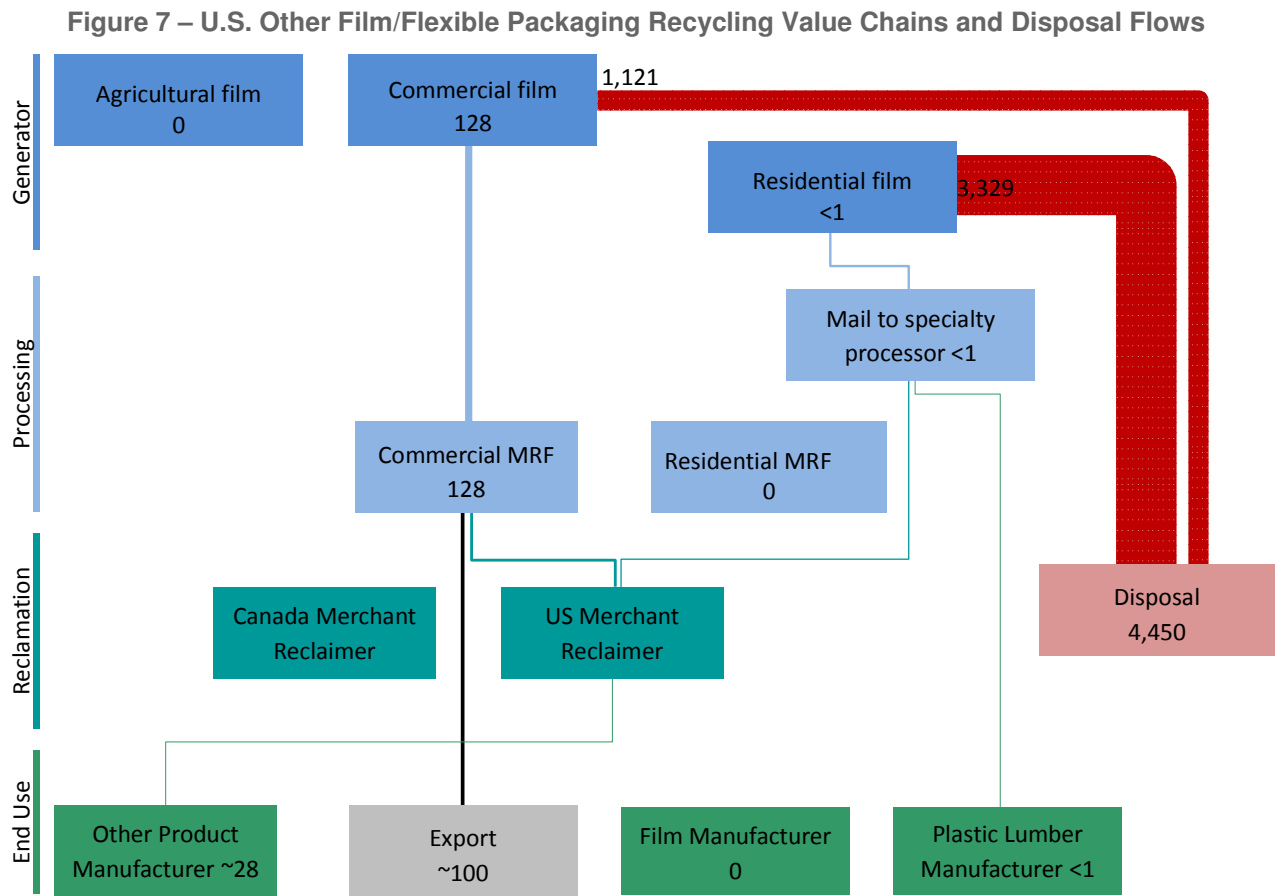 Figure 7 – U.S. Other Film/Flexible Packaging Recycling Value Chains and Disposal Flows
Generator
Agricultural film
0
Commercial film
128
1,121
Residential film
<1
3,329
Processing
Mail to specialty
processor <1
Commercial MRF
128
Residential MRF
0
Reclamation
Canada Merchant
Reclaimer
US Merchant
Reclaimer
Disposal
4,450
End Use
Other Product
Manufacturer ~28
Export
~100
Film Manufacturer
0
Plastic Lumber
Manufacturer <1